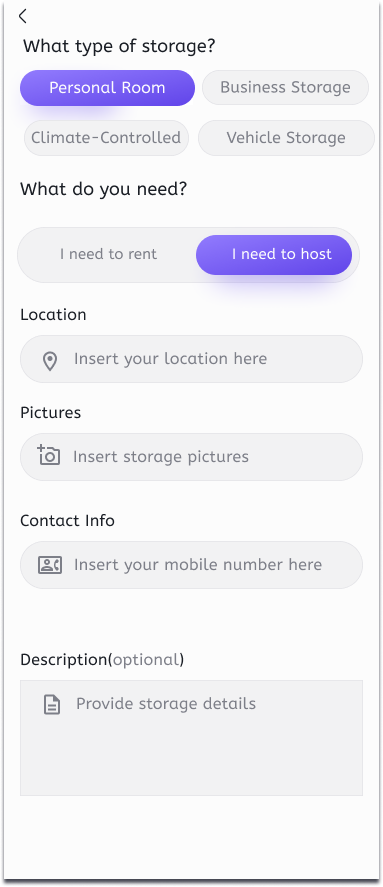 What type of storage?
Personal Room
Business Storage
Climate-Controlled
Vehicle Storage
What do you need?
I need to rent
I need to host
Location
Insert your location here
Pictures
Insert storage pictures
Contact Info
Insert your mobile number here
Description(optional)
Provide storage details